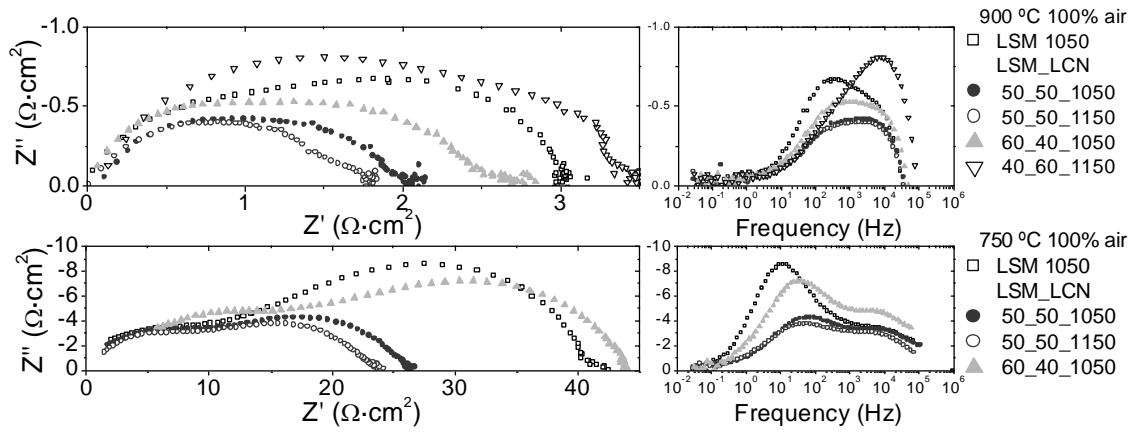 -1.0
-0.5
0.0
Z'' (Ω·cm²)
0 1 2 3
Z' (Ω·cm²)
-1.0
-0.5
0.0
10⁻² 10⁻¹ 10⁰ 10¹ 10² 10³ 10⁴ 10⁵ 10⁶
Frequency (Hz)
900 ºC 100% air
LSM 1050
LSM_LCN
50_50_1050
50_50_1150
60_40_1050
40_60_1150
-10
-8
-6
-4
-2
0
Z'' (Ω·cm²)
0 10 20 30 40
Z' (Ω·cm²)
-10
-8
-6
-4
-2
0
10⁻² 10⁻¹ 10⁰ 10¹ 10² 10³ 10⁴ 10⁵ 10⁶
Frequency (Hz)
750 ºC 100% air
LSM 1050
LSM_LCN
50_50_1050
50_50_1150
60_40_1050